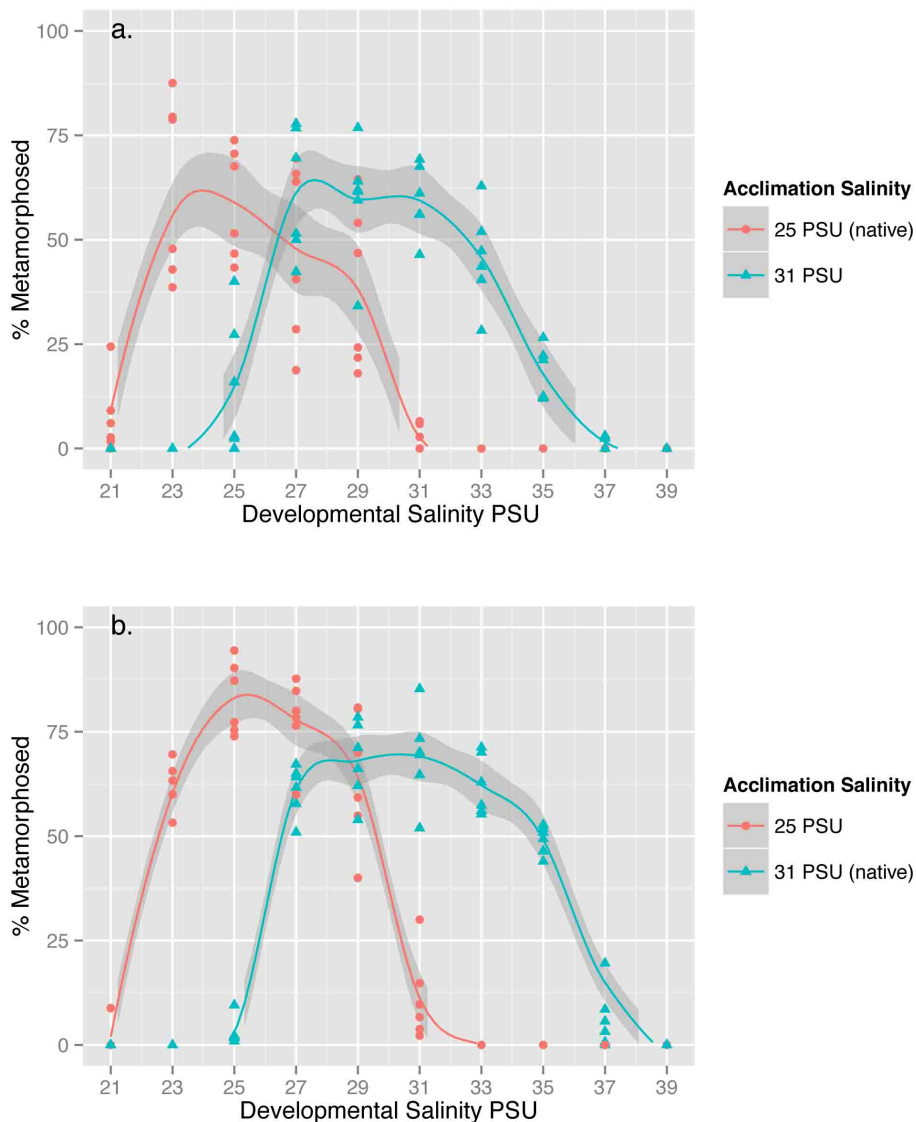 a.
100
75
50
25
0
% Metamorphosed
21 23 25 27 29 31 33 35 37 39
Developmental Salinity PSU
Acclimation Salinity
25 PSU (native)
31 PSU
b.
100
75
50
25
0
% Metamorphosed
21 23 25 27 29 31 33 35 37 39
Developmental Salinity PSU
Acclimation Salinity
25 PSU
31 PSU (native)